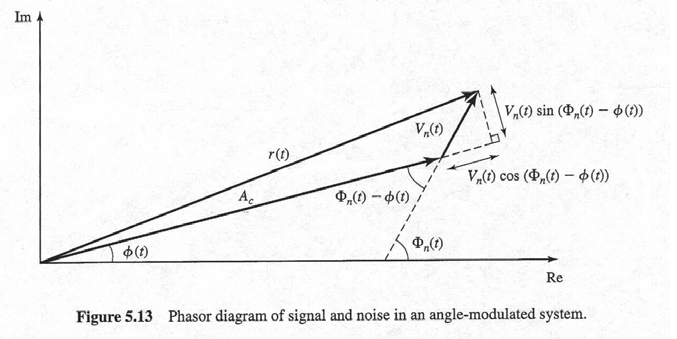 Im
V_n(t) sin (Φ_n(t) − ϕ(t))
V_n(t)
r(t)
V_n(t) cos (Φ_n(t) − ϕ(t))
A_c
Φ_n(t) − ϕ(t)
Φ_n(t)
ϕ(t)
Re
Figure 5.13 Phasor diagram of signal and noise in an angle-modulated system.